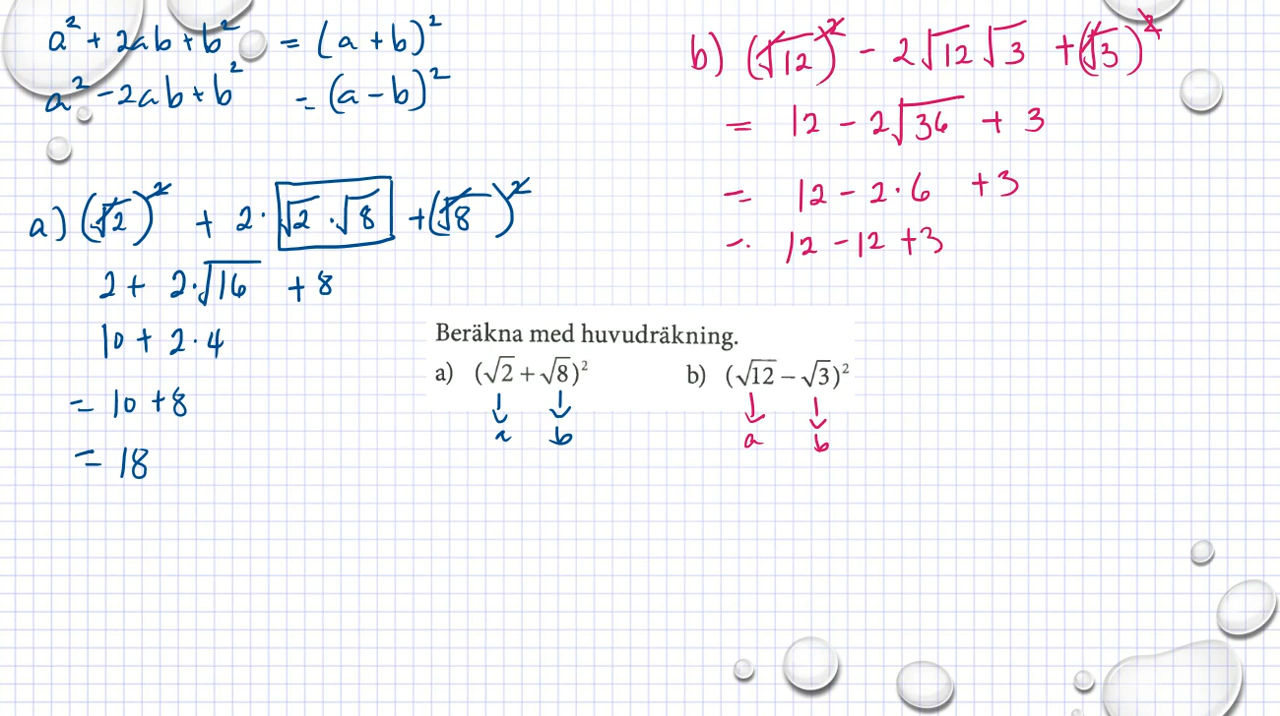 a² + 2ab + b² = (a + b)²
a² - 2ab + b² = (a - b)²
a) (√2)² + 2 · √2 · √8 + (√8)²
2 + 2·√16 + 8
10 + 2·4
= 10 + 8
= 18
b) (√12)² - 2√12 √3 + (√3)²
= 12 - 2√36 + 3
= 12 - 2·6 + 3
= 12 - 12 + 3
Beräkna med huvudräkning.
a) (√2 + √8)² b) (√12 − √3)²
a b a b